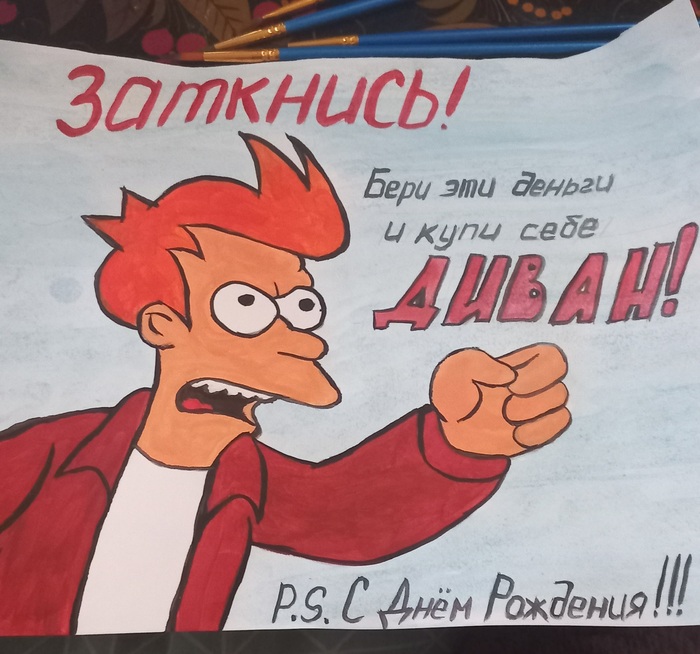 Заткнись!
Бери эти деньги
и купи себе
ДИВАН!
P.S. С Днём Рождения!!!